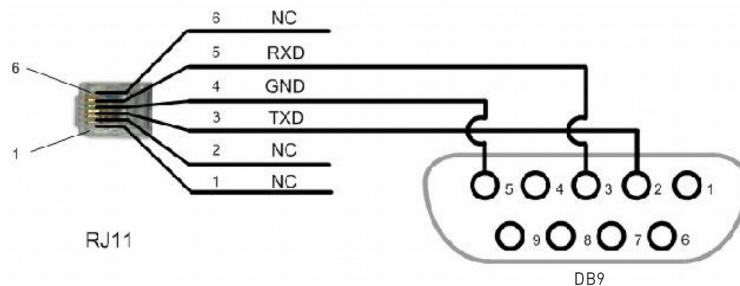 6 NC
5 RXD
6
4 GND
3 TXD
1
2 NC
1 NC
5 4 3 2 1
RJ11
9 8 7 6
DB9